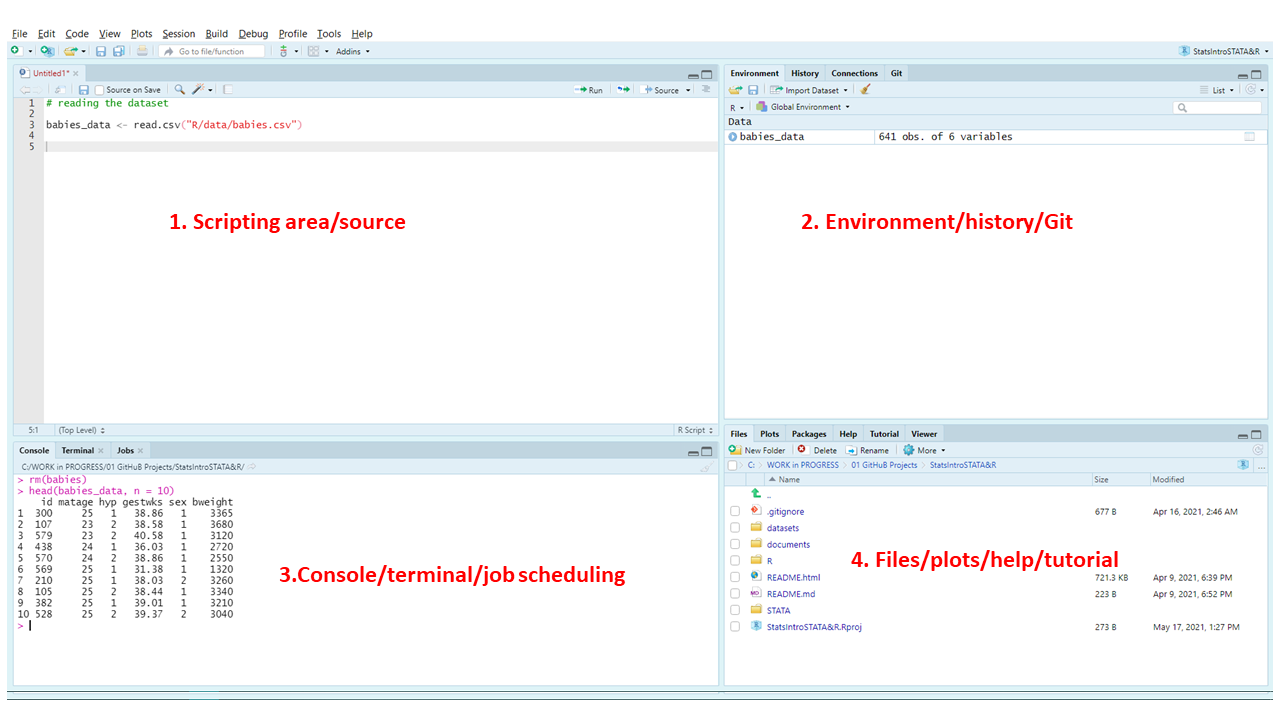 File Edit Code View Plots Session Build Debug Profile Tools Help
Go to file/function Addins StatsIntroSTATA&R
Untitled1*
Source on Save Run Source
1 # reading the dataset
2
3 babies_data <- read.csv("R/data/babies.csv")
4
5
1. Scripting area/source
5:1 (Top Level) R Script
Environment History Connections Git
Import Dataset List
R Global Environment
Data
babies_data 641 obs. of 6 variables
2. Environment/history/Git
Console Terminal Jobs
C:/WORK in PROGRESS/01 GitHuB Projects/StatsIntroSTATA&R/
> rm(babies)
> head(babies_data, n = 10)
id matage hyp gestwks sex bweight
1 300 25 1 38.86 1 3365
2 107 23 2 38.58 1 3680
3 579 23 2 40.58 1 3120
4 438 24 1 36.03 1 2720
5 570 24 2 38.86 1 2550
6 569 25 1 31.38 1 1320
7 210 25 1 38.03 2 3260
8 105 25 2 38.44 1 3340
9 382 25 1 39.01 1 3210
10 528 25 2 39.37 2 3040
>
3.Console/terminal/job scheduling
Files Plots Packages Help Tutorial Viewer
New Folder Delete Rename More
C: WORK in PROGRESS 01 GitHuB Projects StatsIntroSTATA&R
Name Size Modified
..
.gitignore 677 B Apr 16, 2021, 2:46 AM
datasets
documents
R
README.html 721.3 KB Apr 9, 2021, 6:39 PM
README.md 223 B Apr 9, 2021, 6:52 PM
STATA
StatsIntroSTATA&R.Rproj 273 B May 17, 2021, 1:27 PM
4. Files/plots/help/tutorial